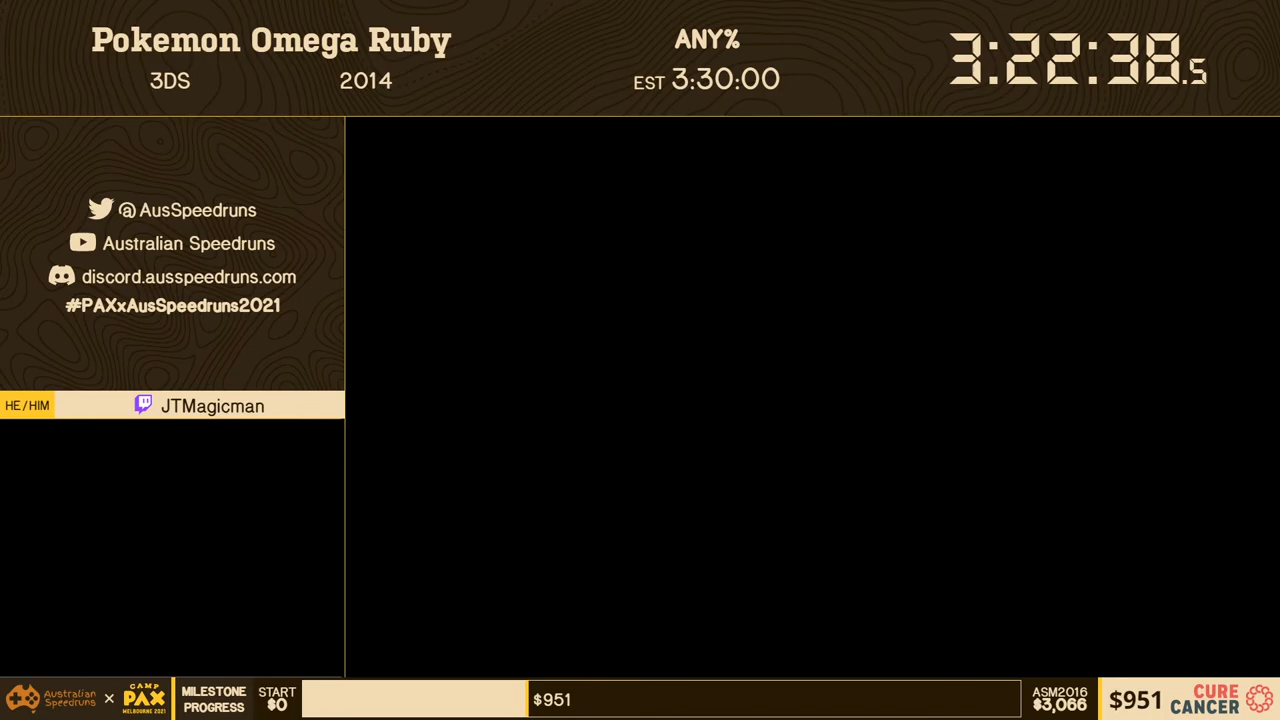 Pokemon Omega Ruby
3DS 2014
ANY%
EST 3:30:00
3:22:38.5
@AusSpeedruns
Australian Speedruns
discord.ausspeedruns.com
#PAXxAusSpeedruns2021
HE/HIM JTMagicman
Australian
Speedruns
×
CAMP
PAX
MELBOURNE 2021
MILESTONE
PROGRESS
START
$0
$951
ASM2016
$3,066
$951
CURE
CANCER